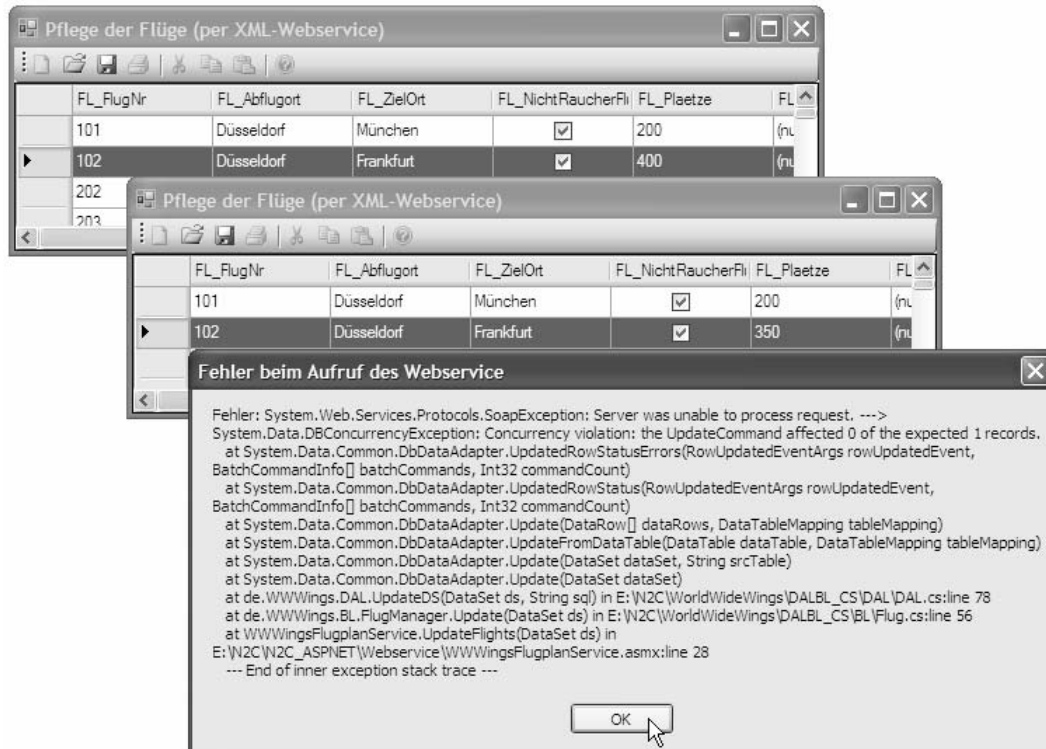 Pflege der Flüge (per XML-Webservice)
FL_FlugNr FL_Abflugort FL_ZielOrt FL_NichtRaucherFli FL_Plaetze FL
101 Düsseldorf München 200 (nu
102 Düsseldorf Frankfurt 400 (nu
202
203
Pflege der Flüge (per XML-Webservice)
FL_FlugNr FL_Abflugort FL_ZielOrt FL_NichtRaucherFli FL_Plaetze FL
101 Düsseldorf München 200 (nu
102 Düsseldorf Frankfurt 350 (nu
Fehler beim Aufruf des Webservice
Fehler: System.Web.Services.Protocols.SoapException: Server was unable to process request. --->
System.Data.DBConcurrencyException: Concurrency violation: the UpdateCommand affected 0 of the expected 1 records.
at System.Data.Common.DbDataAdapter.UpdatedRowStatusErrors(RowUpdatedEventArgs rowUpdatedEvent,
BatchCommandInfo[] batchCommands, Int32 commandCount)
at System.Data.Common.DbDataAdapter.UpdatedRowStatus(RowUpdatedEventArgs rowUpdatedEvent,
BatchCommandInfo[] batchCommands, Int32 commandCount)
at System.Data.Common.DbDataAdapter.Update(DataRow[] dataRows, DataTableMapping tableMapping)
at System.Data.Common.DbDataAdapter.UpdateFromDataTable(DataTable dataTable, DataTableMapping tableMapping)
at System.Data.Common.DbDataAdapter.Update(DataSet dataSet, String srcTable)
at System.Data.Common.DbDataAdapter.Update(DataSet dataSet)
at de.WWWings.DAL.UpdateDS(DataSet ds, String sql) in E:\N2C\WorldWideWings\DALBL_CS\DAL\DAL.cs:line 78
at de.WWWings.BL.FlugManager.Update(DataSet ds) in E:\N2C\WorldWideWings\DALBL_CS\BL\Flug.cs:line 56
at WWWingsFlugplanService.UpdateFlights(DataSet ds) in
E:\N2C\N2C_ASPNET\Webservice\WWWingsFlugplanService.asmx:line 28
--- End of inner exception stack trace ---
OK